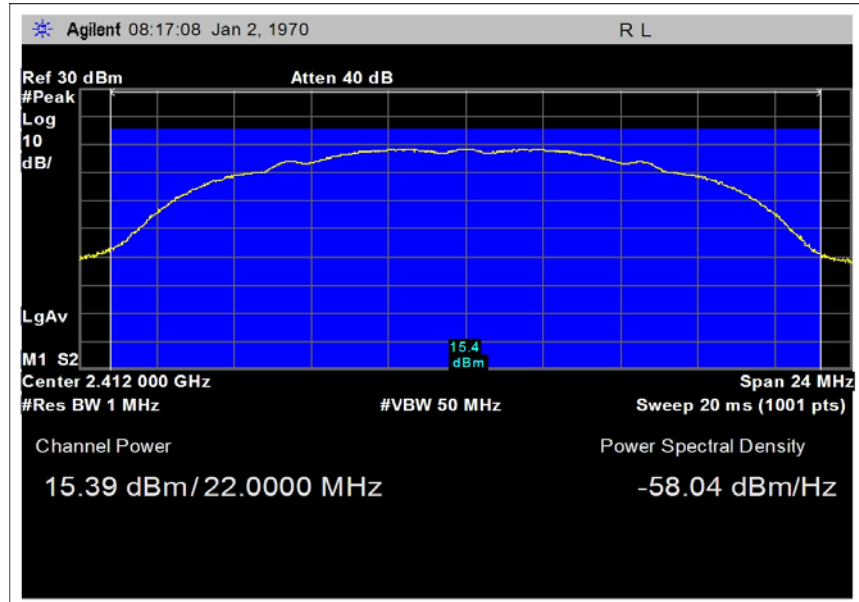 Agilent 08:17:08 Jan 2, 1970 R L
Ref 30 dBm Atten 40 dB
#Peak
Log
10
dB/
LgAv
15.4
dBm
M1 S2
Center 2.412 000 GHz Span 24 MHz
#Res BW 1 MHz #VBW 50 MHz Sweep 20 ms (1001 pts)
Channel Power Power Spectral Density
15.39 dBm/22.0000 MHz -58.04 dBm/Hz